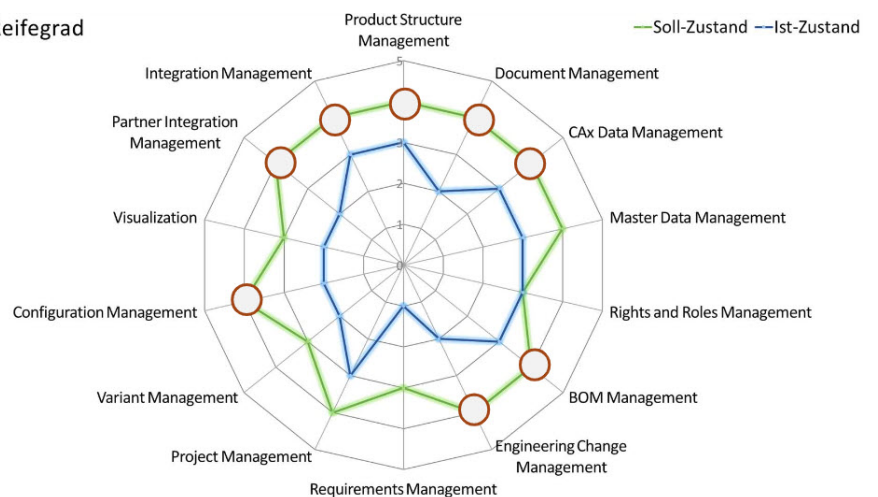 eifegrad
Soll-Zustand
Ist-Zustand
Product Structure
Management
Integration Management
Document Management
Partner Integration
Management
CAx Data Management
Visualization
Master Data Management
Configuration Management
Rights and Roles Management
Variant Management
BOM Management
Project Management
Engineering Change
Management
Requirements Management
5
3
2
1
0